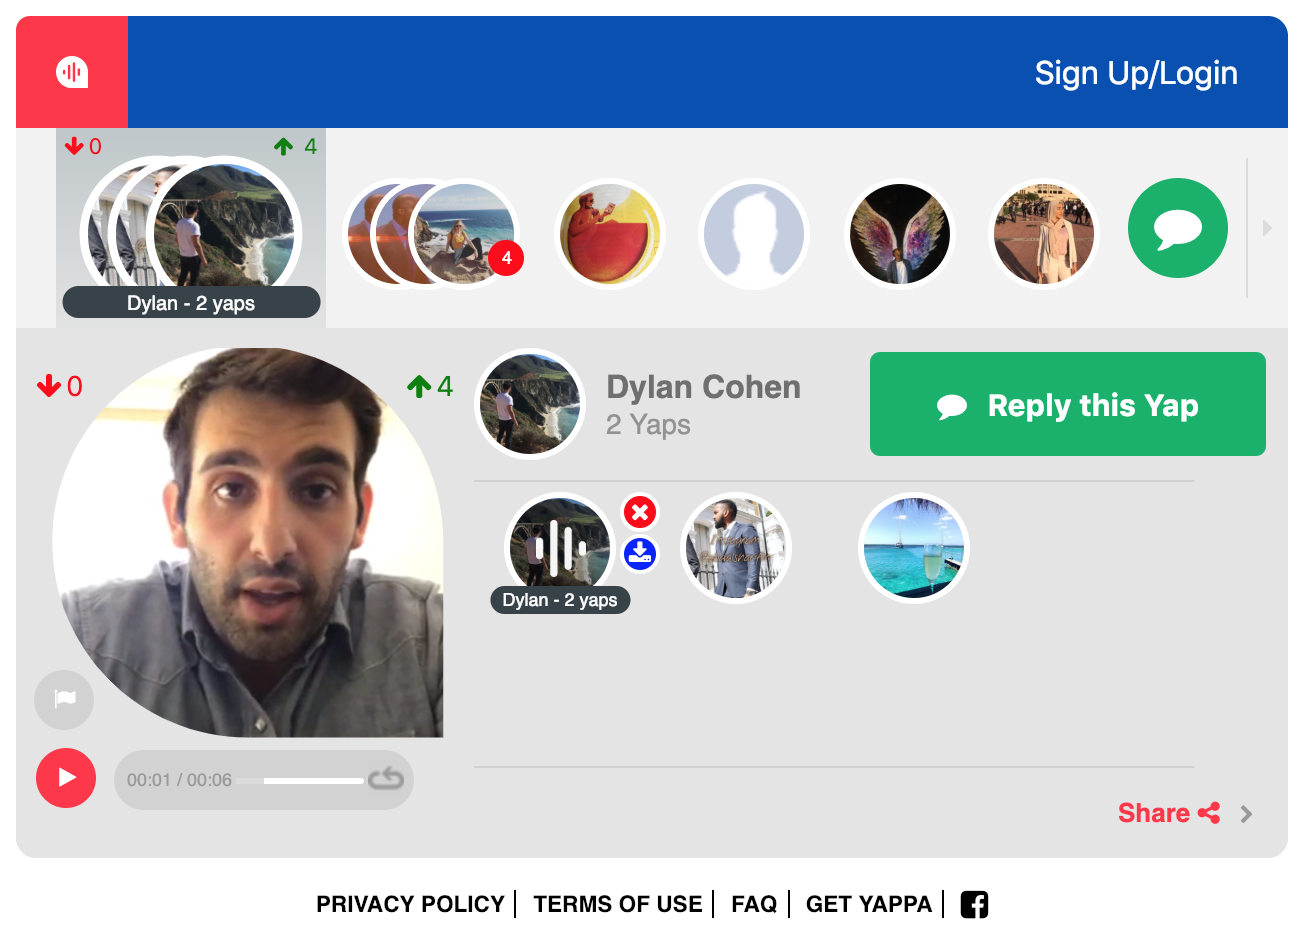 Sign Up/Login
0
4
4
Dylan - 2 yaps
0
4
Dylan Cohen
2 Yaps
Reply this Yap
Dylan - 2 yaps
00:01 / 00:06
Share
PRIVACY POLICY
TERMS OF USE
FAQ
GET YAPPA